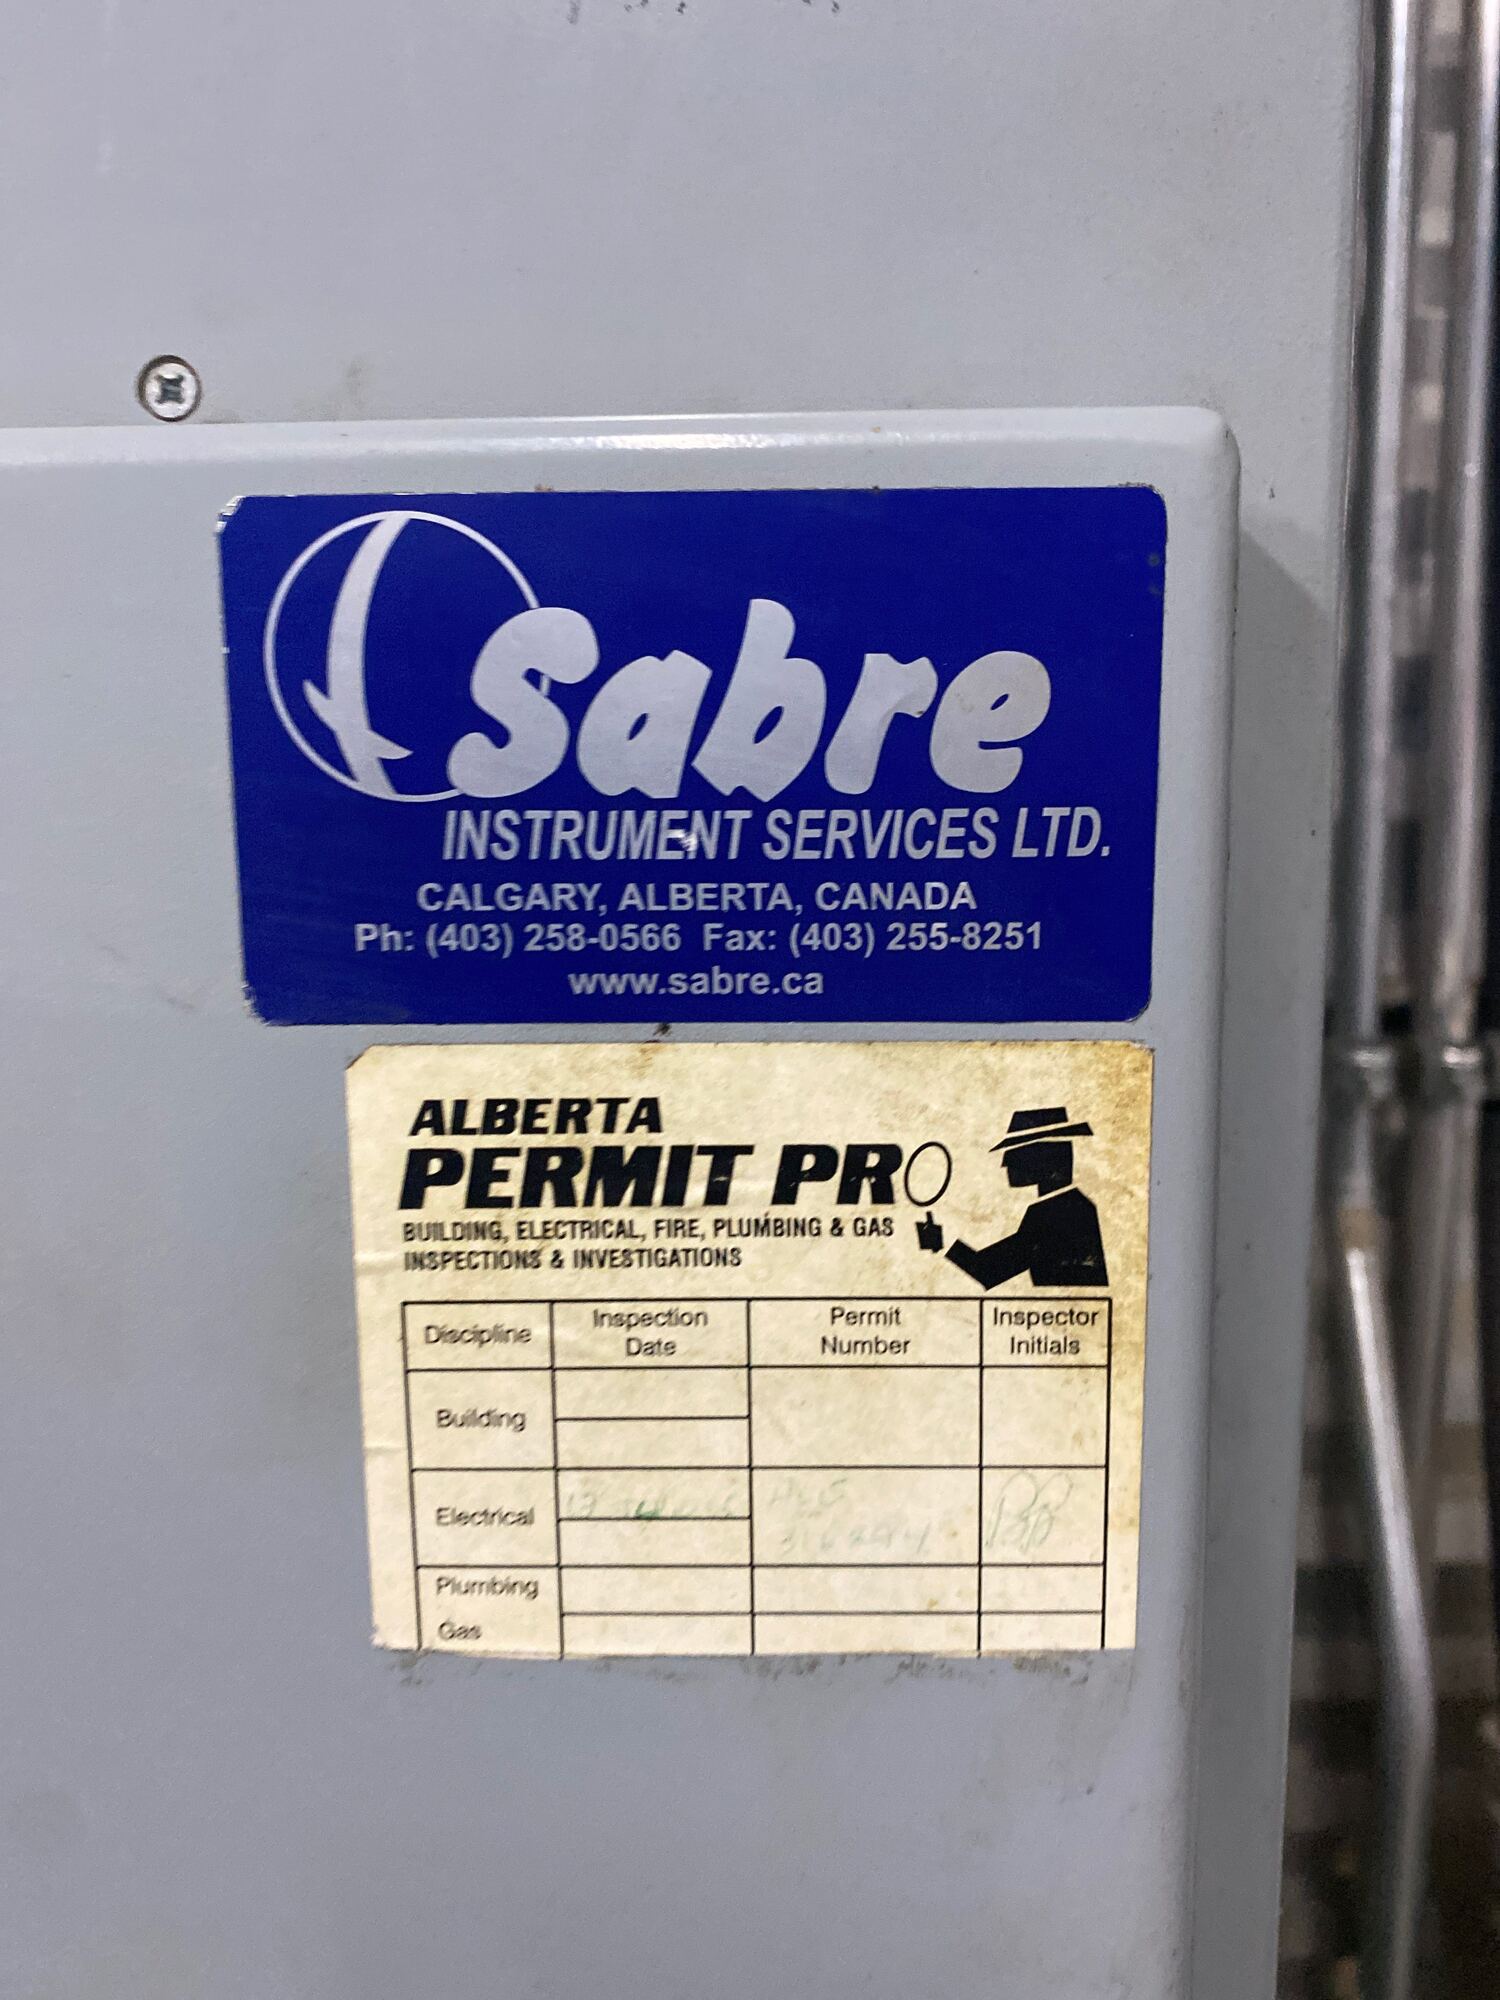 Sabre
INSTRUMENT SERVICES LTD.
CALGARY, ALBERTA, CANADA
Ph: (403) 258-0566 Fax: (403) 255-8251
www.sabre.ca
ALBERTA
PERMIT PRO
BUILDING, ELECTRICAL, FIRE, PLUMBING & GAS
INSPECTIONS & INVESTIGATIONS
Discipline Inspection Date Permit Number Inspector Initials
Building
Electrical
Plumbing
Gas